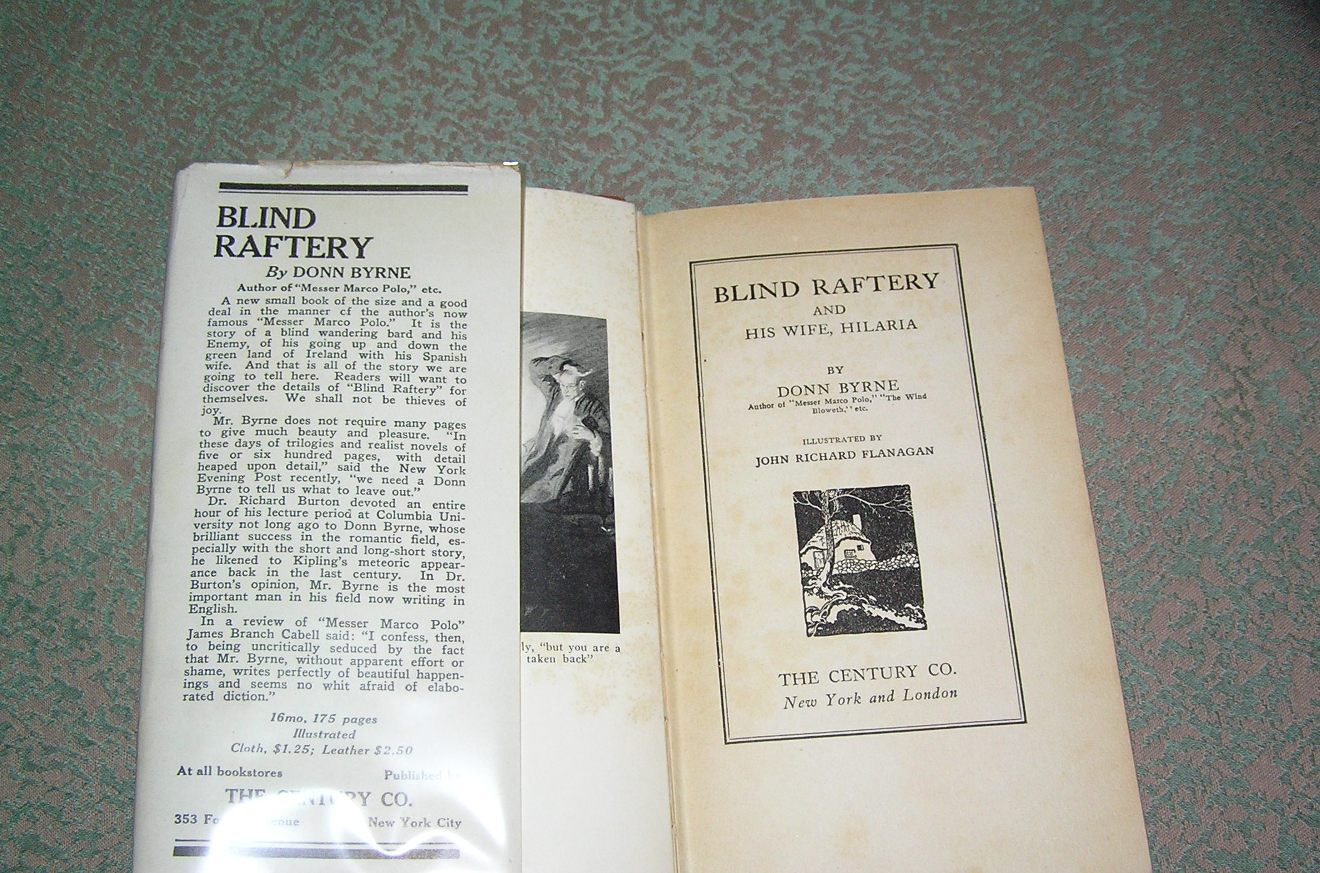 BLIND
RAFTERY
By DONN BYRNE
Author of "Messer Marco Polo," etc.
A new small book of the size and a good
deal in the manner of the author's now
famous "Messer Marco Polo." It is the
story of a blind wandering bard and his
Enemy, of his going up and down the
green land of Ireland with his Spanish
wife. And that is all of the story we are
going to tell here. Readers will want to
discover the details of "Blind Raftery" for
themselves. We shall not be thieves of
joy.
Mr. Byrne does not require many pages
to give much beauty and pleasure. "In
these days of trilogies and realist novels of
five or six hundred pages, with detail
heaped upon detail," said the New York
Evening Post recently, "we need a Donn
Byrne to tell us what to leave out."
Dr. Richard Burton devoted an entire
hour of his lecture period at Columbia Uni-
versity not long ago to Donn Byrne, whose
brilliant success in the romantic field, es-
pecially with the short and long-short story,
he likened to Kipling's meteoric appear-
ance back in the last century. In Dr.
Burton's opinion, Mr. Byrne is the most
important man in his field now writing in
English.
In a review of "Messer Marco Polo"
James Branch Cabell said: "I confess, then,
to being uncritically seduced by the fact
that Mr. Byrne, without apparent effort or
shame, writes perfectly of beautiful happen-
ings and seems no whit afraid of elabo-
rated diction."
16mo, 175 pages
Illustrated
Cloth, $1.25; Leather $2.50
At all bookstores Published by
THE CENTURY CO.
353 New York City
ly, "but you are a
taken back"
BLIND RAFTERY
AND
HIS WIFE, HILARIA
BY
DONN BYRNE
Author of "Messer Marco Polo," "The Wind
Bloweth," etc.
ILLUSTRATED BY
JOHN RICHARD FLANAGAN
THE CENTURY CO.
New York and London